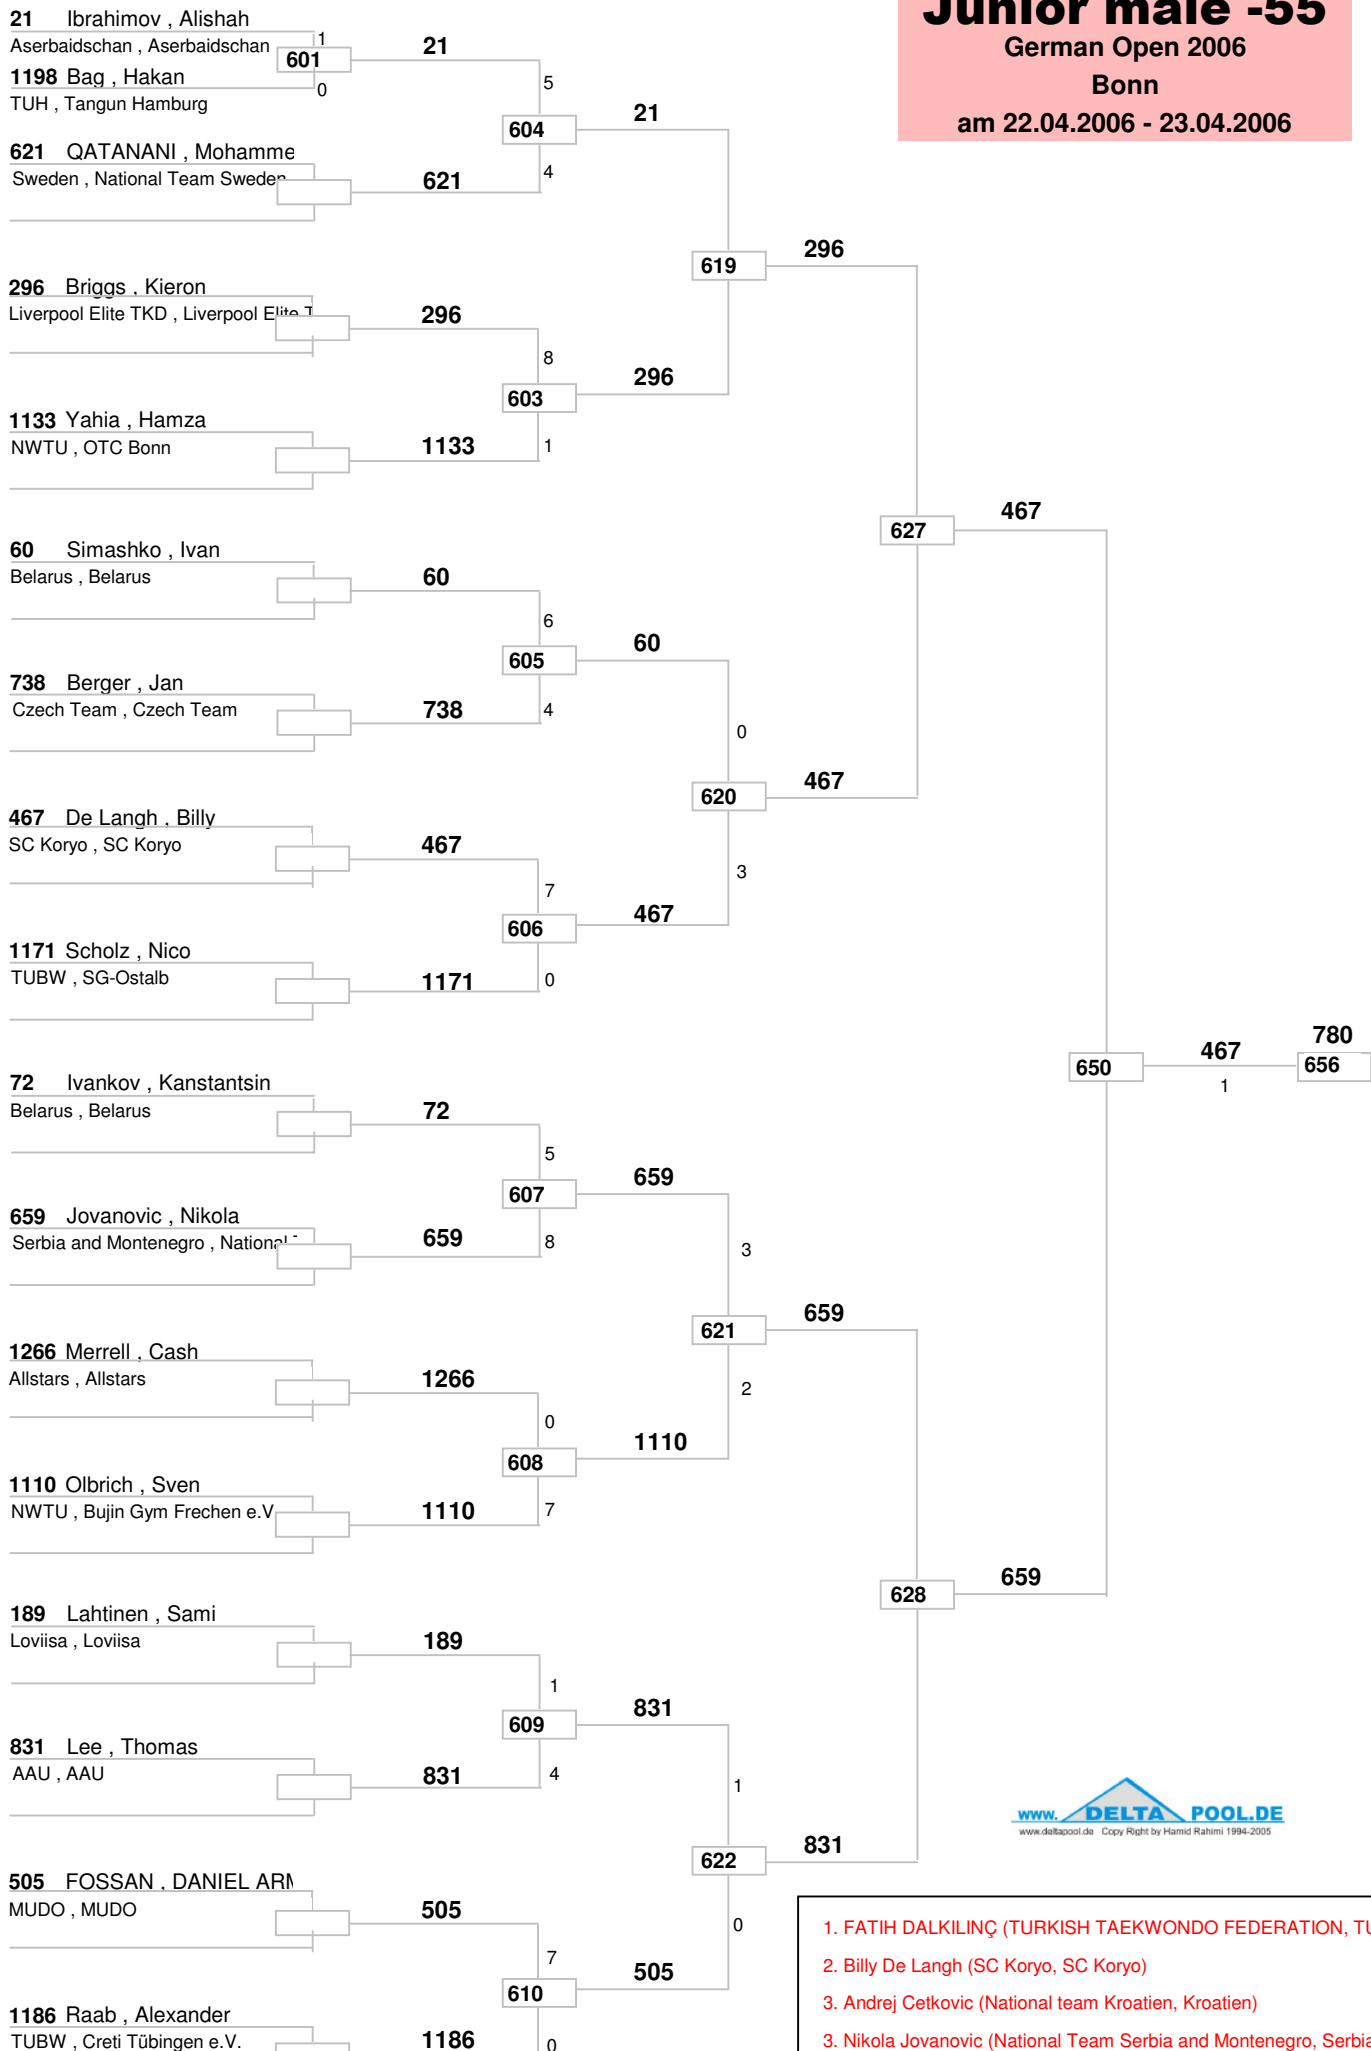 Junior male -55
German Open 2006
Bonn
am 22.04.2006 - 23.04.2006
21 Ibrahimov , Alishah
Aserbaidschan , Aserbaidschan
1
601
21
1198 Bag , Hakan
0
TUH , Tangun Hamburg
5
604
21
621 QATANANI , Mohamme
Sweden , National Team Sweden
621
4
619
296
296 Briggs , Kieron
Liverpool Elite TKD , Liverpool Elite T
296
8
603
296
1133 Yahia , Hamza
NWTU , OTC Bonn
1133
1
627
467
60 Simashko , Ivan
Belarus , Belarus
60
6
605
60
738 Berger , Jan
Czech Team , Czech Team
738
4
0
620
467
467 De Langh , Billy
SC Koryo , SC Koryo
467
3
7
606
467
1171 Scholz , Nico
TUBW , SG-Ostalb
1171
0
650
467
1
780
656
72 Ivankov , Kanstantsin
Belarus , Belarus
72
5
607
659
659 Jovanovic , Nikola
Serbia and Montenegro , National
659
8
3
621
659
1266 Merrell , Cash
Allstars , Allstars
1266
2
0
608
1110
1110 Olbrich , Sven
NWTU , Bujin Gym Frechen e.V
1110
7
628
659
189 Lahtinen , Sami
Loviisa , Loviisa
189
1
609
831
831 Lee , Thomas
AAU , AAU
831
4
1
622
831
www. DELTA POOL.DE
www.deltapool.de Copy Right by Hamid Rahimi 1994-2005
505 FOSSAN , DANIEL ARM
MUDO , MUDO
505
0
7
610
505
1186 Raab , Alexander
TUBW , Creti Tübingen e.V.
1186
0
1. FATIH DALKILINÇ (TURKISH TAEKWONDO FEDERATION, TU
2. Billy De Langh (SC Koryo, SC Koryo)
3. Andrej Cetkovic (National team Kroatien, Kroatien)
3. Nikola Jovanovic (National Team Serbia and Montenegro, Serbia